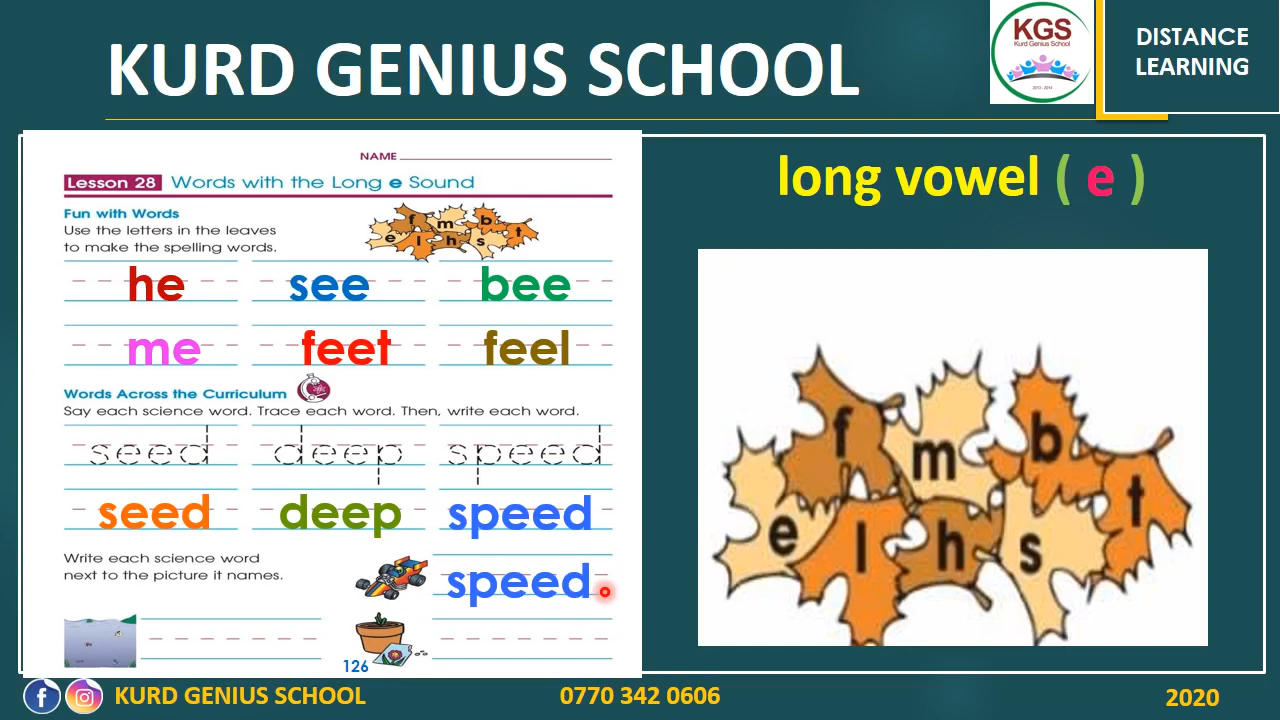 KURD GENIUS SCHOOL
KGS
Kurd Genius School
DISTANCE
LEARNING
NAME
Lesson 28 Words with the Long e Sound
Fun with Words
Use the letters in the leaves
to make the spelling words.
f m b
e l h s t
he see bee
me feet feel
Words Across the Curriculum
Say each science word. Trace each word. Then, write each word.
seed deep speed
seed deep speed
Write each science word
next to the picture it names.
speed
126
long vowel ( e )
f m b
e l h s t
KURD GENIUS SCHOOL
0770 342 0606
2020